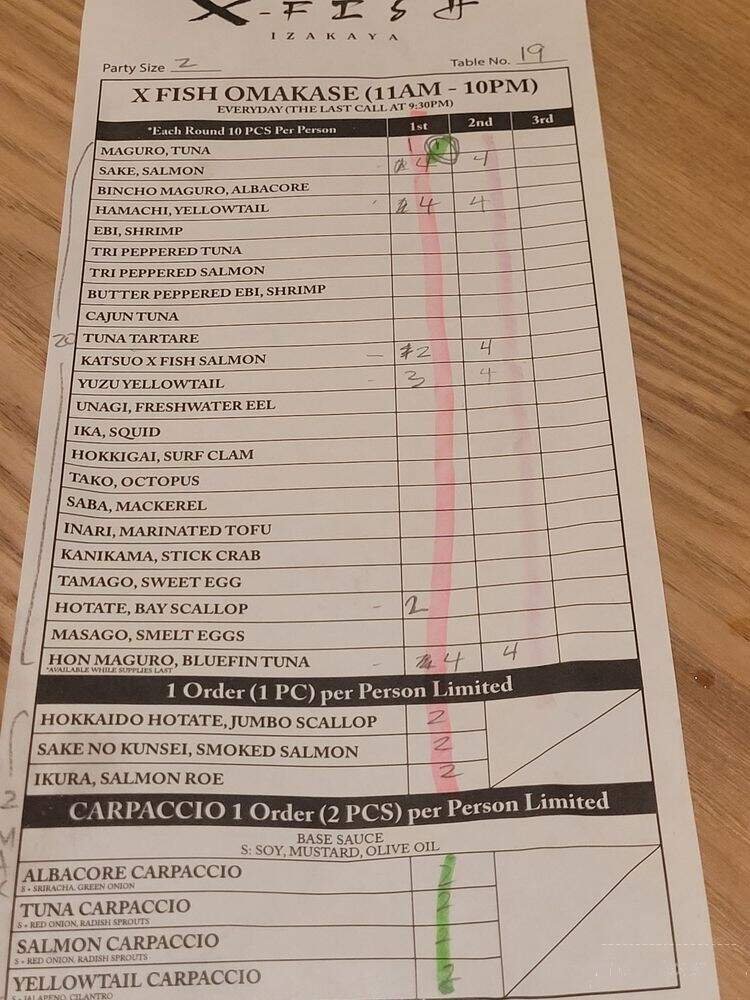 X-FISH
IZAKAYA
Party Size 2 Table No. 19
X FISH OMAKASE (11AM - 10PM)
EVERYDAY (THE LAST CALL AT 9:30PM)
*Each Round 10 PCS Per Person 1st 2nd 3rd
MAGURO, TUNA 1
SAKE, SALMON 4 4
BINCHO MAGURO, ALBACORE
HAMACHI, YELLOWTAIL 4 4
EBI, SHRIMP
TRI PEPPERED TUNA
TRI PEPPERED SALMON
BUTTER PEPPERED EBI, SHRIMP
CAJUN TUNA
TUNA TARTARE
20
KATSUO X FISH SALMON 2 4
YUZU YELLOWTAIL 3 4
UNAGI, FRESHWATER EEL
IKA, SQUID
HOKKIGAI, SURF CLAM
TAKO, OCTOPUS
SABA, MACKEREL
INARI, MARINATED TOFU
KANIKAMA, STICK CRAB
TAMAGO, SWEET EGG
HOTATE, BAY SCALLOP 2
MASAGO, SMELT EGGS
HON MAGURO, BLUEFIN TUNA 4 4
*AVAILABLE WHILE SUPPLIES LAST
1 Order (1 PC) per Person Limited
HOKKAIDO HOTATE, JUMBO SCALLOP 2
SAKE NO KUNSEI, SMOKED SALMON 2
IKURA, SALMON ROE 2
2 MAX
CARPACCIO 1 Order (2 PCS) per Person Limited
BASE SAUCE
S: SOY, MUSTARD, OLIVE OIL
ALBACORE CARPACCIO 2
S + SRIRACHA, GREEN ONION
TUNA CARPACCIO 2
S + RED ONION, RADISH SPROUTS
SALMON CARPACCIO
S + RED ONION, RADISH SPROUTS
YELLOWTAIL CARPACCIO 2
S + JALAPENO, CILANTRO